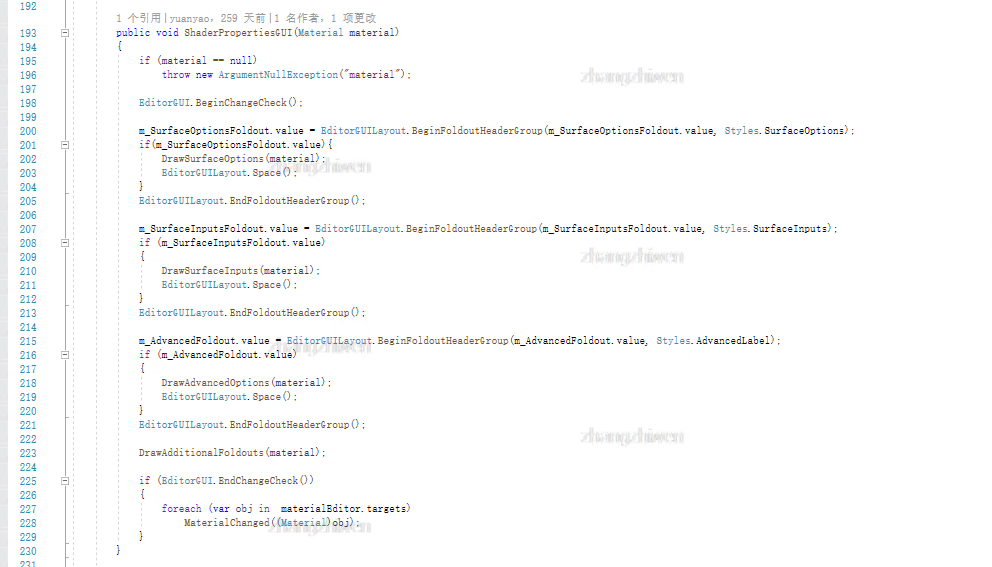 192
1 个引用|yuanyao，259 天前|1 名作者，1 项更改
193 public void ShaderPropertiesGUI(Material material)
194 {
195 if (material == null)
196 throw new ArgumentNullException("material");
197
198 EditorGUI.BeginChangeCheck();
199
200 m_SurfaceOptionsFoldout.value = EditorGUILayout.BeginFoldoutHeaderGroup(m_SurfaceOptionsFoldout.value, Styles.SurfaceOptions);
201 if(m_SurfaceOptionsFoldout.value){
202 DrawSurfaceOptions(material);
203 EditorGUILayout.Space();
204 }
205 EditorGUILayout.EndFoldoutHeaderGroup();
206
207 m_SurfaceInputsFoldout.value = EditorGUILayout.BeginFoldoutHeaderGroup(m_SurfaceInputsFoldout.value, Styles.SurfaceInputs);
208 if (m_SurfaceInputsFoldout.value)
209 {
210 DrawSurfaceInputs(material);
211 EditorGUILayout.Space();
212 }
213 EditorGUILayout.EndFoldoutHeaderGroup();
214
215 m_AdvancedFoldout.value = EditorGUILayout.BeginFoldoutHeaderGroup(m_AdvancedFoldout.value, Styles.AdvancedLabel);
216 if (m_AdvancedFoldout.value)
217 {
218 DrawAdvancedOptions(material);
219 EditorGUILayout.Space();
220 }
221 EditorGUILayout.EndFoldoutHeaderGroup();
222
223 DrawAdditionalFoldouts(material);
224
225 if (EditorGUI.EndChangeCheck())
226 {
227 foreach (var obj in  materialEditor.targets)
228 MaterialChanged((Material)obj);
229 }
230 }
231
zhangzhiwen
zhangzhiwen
zhangzhiwen
zhangzhiwen
zhangzhiwen
zhangzhiwen